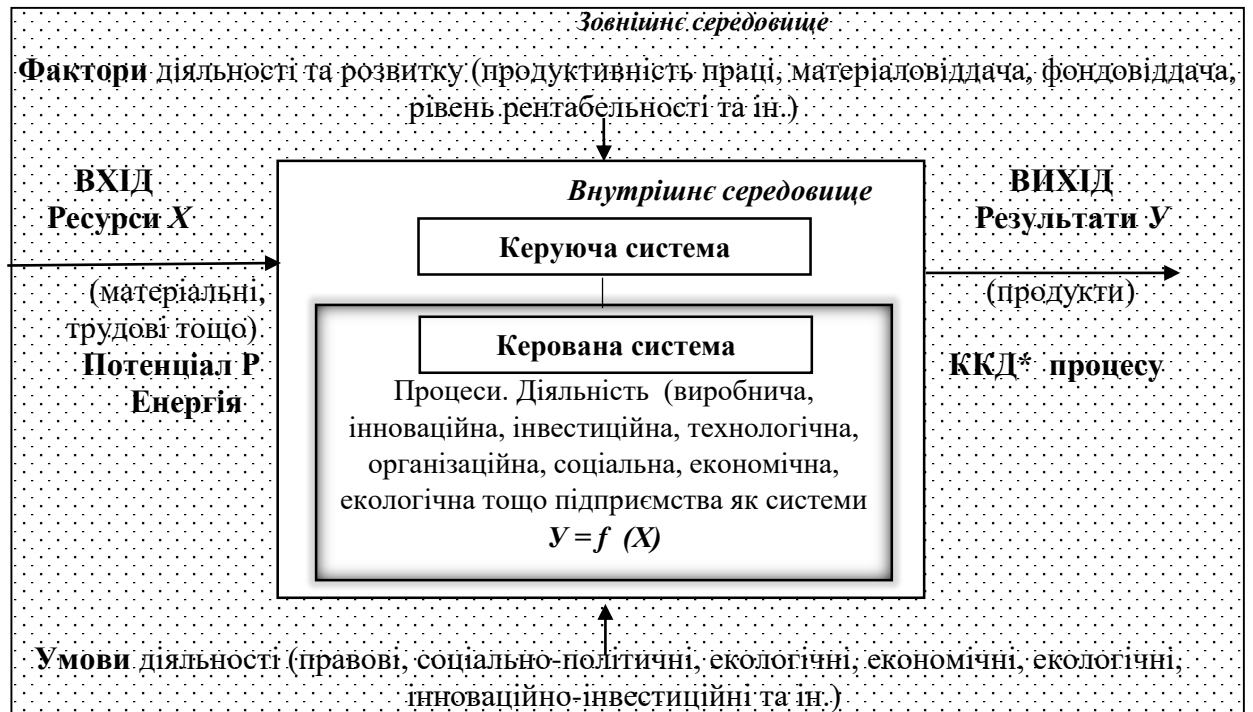 Зовнішнє середовище
Фактори діяльності та розвитку (продуктивність праці, матеріаловіддача, фондовіддача,
рівень рентабельності та ін.)
ВХІД
Ресурси Х
(матеріальні,
трудові тощо)
Потенціал Р
Енергія
Внутрішнє середовище
Керуюча система
Керована система
Процеси. Діяльність (виробнича,
інноваційна, інвестиційна, технологічна,
організаційна, соціальна, економічна,
екологічна тощо підприємства як системи
У = f (X)
ВИХІД
Результати У
(продукти)
ККД* процесу
Умови діяльності (правові, соціально-політичні, екологічні, економічні, екологічні,
інноваційно-інвестиційні та ін.)